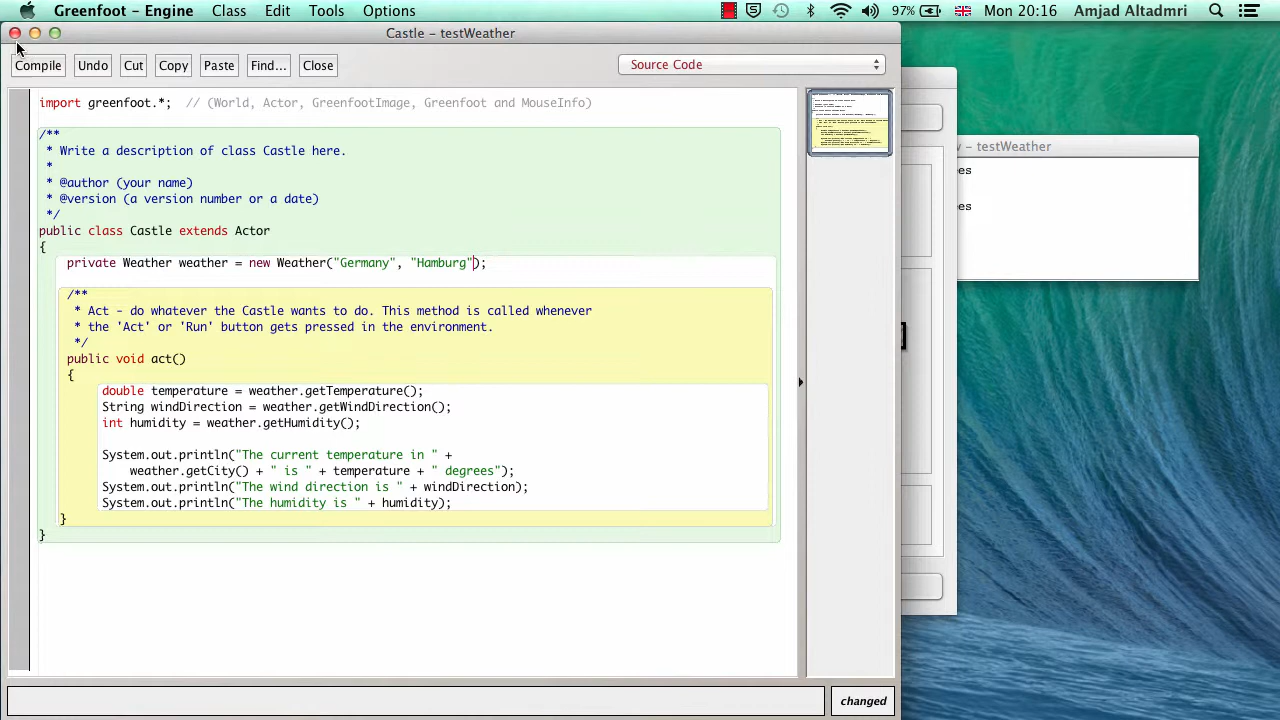 Greenfoot - Engine Class Edit Tools Options 97% Mon 20:16 Amjad Altadmri
Castle – testWeather
Compile Undo Cut Copy Paste Find... Close Source Code
import greenfoot.*;  // (World, Actor, GreenfootImage, Greenfoot and MouseInfo)
/**
* Write a description of class Castle here.
*
* @author (your name)
* @version (a version number or a date)
*/
public class Castle extends Actor
{
private Weather weather = new Weather("Germany", "Hamburg");
/**
* Act - do whatever the Castle wants to do. This method is called whenever
* the 'Act' or 'Run' button gets pressed in the environment.
*/
public void act()
{
double temperature = weather.getTemperature();
String windDirection = weather.getWindDirection();
int humidity = weather.getHumidity();
System.out.println("The current temperature in " +
weather.getCity() + " is " + temperature + " degrees");
System.out.println("The wind direction is " + windDirection);
System.out.println("The humidity is " + humidity);
}
}
changed
– testWeather
es
es